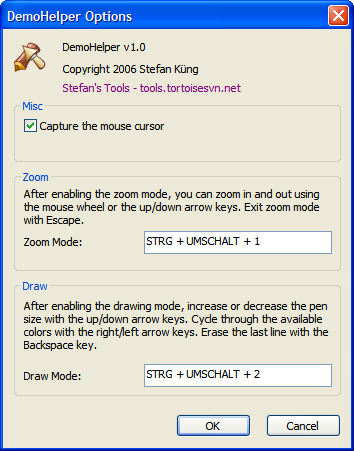 DemoHelper Options
DemoHelper v1.0
Copyright 2006 Stefan Küng
Stefan's Tools - tools.tortoisesvn.net
Misc
Capture the mouse cursor
Zoom
After enabling the zoom mode, you can zoom in and out using
the mouse wheel or the up/down arrow keys. Exit zoom mode
with Escape.
Zoom Mode: STRG + UMSCHALT + 1
Draw
After enabling the drawing mode, increase or decrease the pen
size with the up/down arrow keys. Cycle through the available
colors with the right/left arrow keys. Erase the last line with the
Backspace key.
Draw Mode: STRG + UMSCHALT + 2
OK Cancel